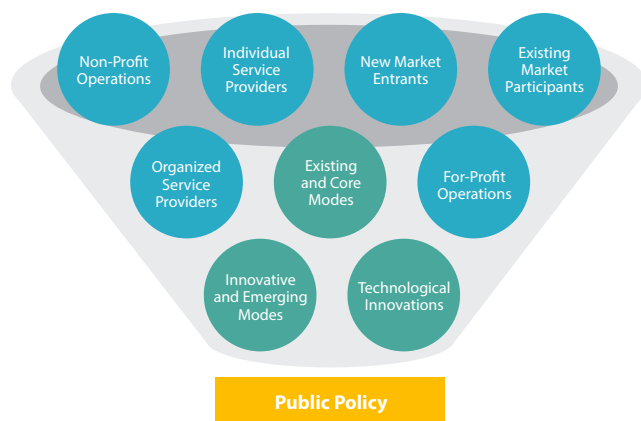 Non-Profit
Operations
Individual
Service
Providers
New Market
Entrants
Existing
Market
Participants
Organized
Service
Providers
Existing
and Core
Modes
For-Profit
Operations
Innovative
and Emerging
Modes
Technological
Innovations
Public Policy